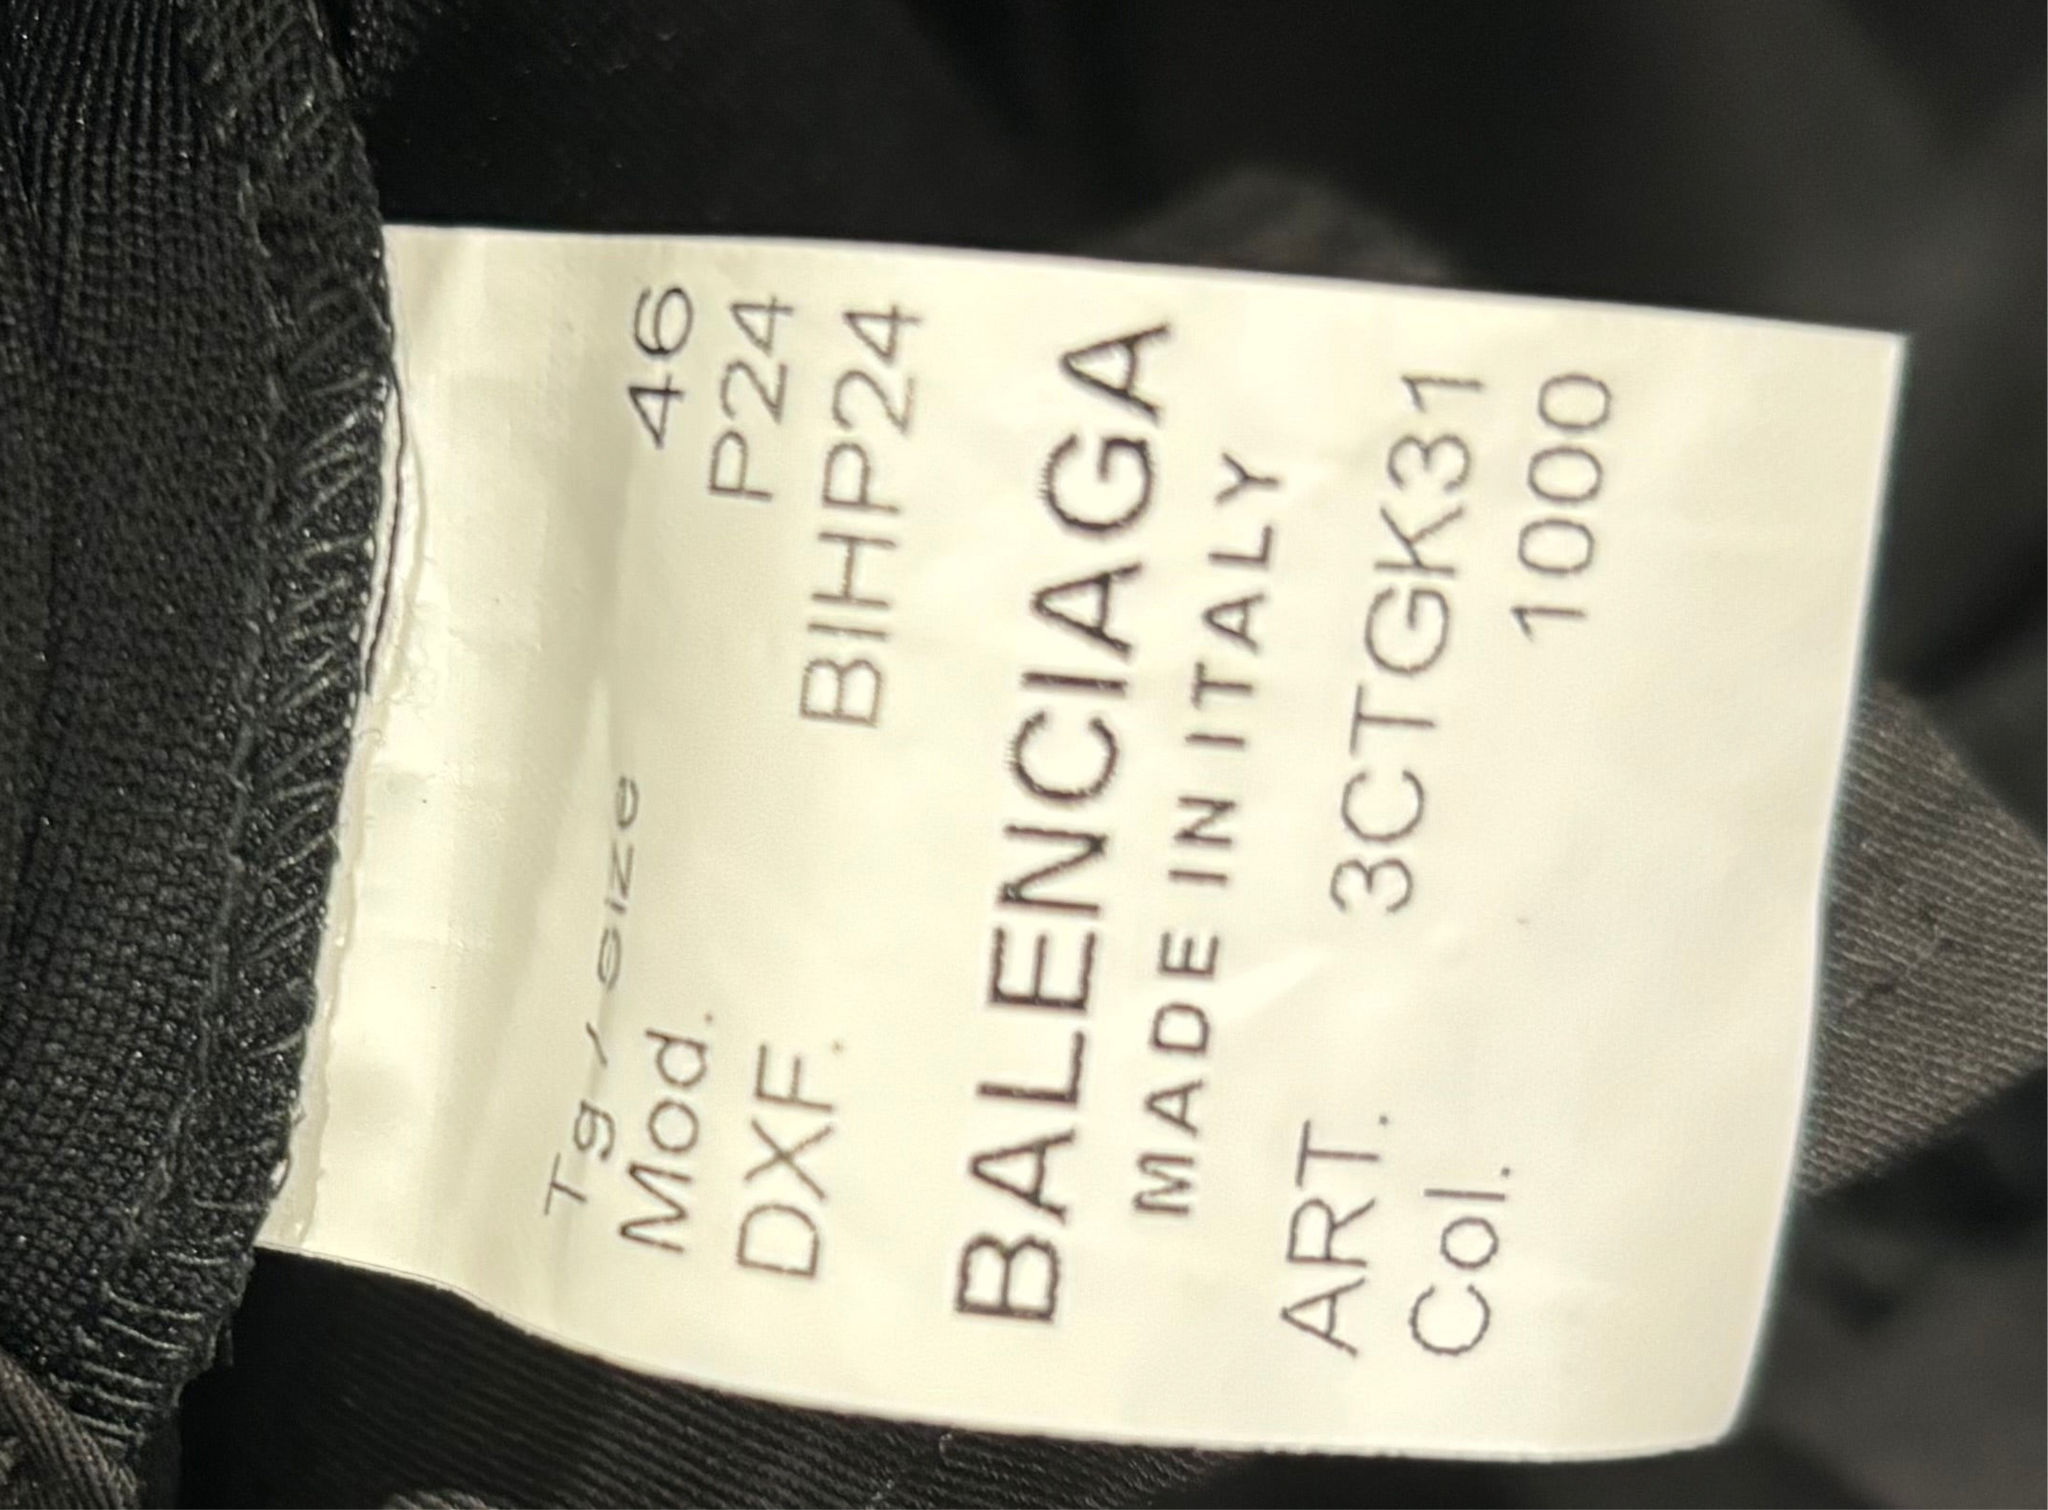 Tg/size 46
Mod. P24
DXF. BIHP24
BALENCIAGA
MADE IN ITALY
ART. 3CTGK31
Col. 1000